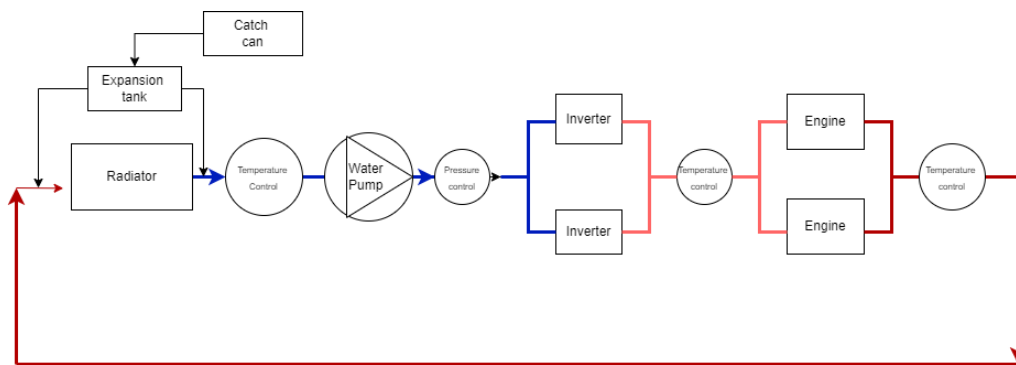 Catch
can
Expansion
tank
Radiator
Temperature
Control
Water
Pump
Pressure
control
Inverter
Inverter
Temperature
control
Engine
Engine
Temperature
control